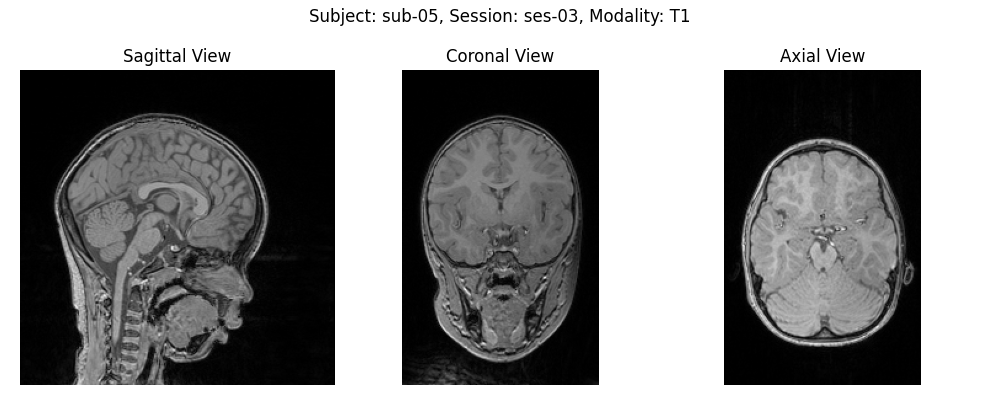 Subject: sub-05, Session: ses-03, Modality: T1
Sagittal View
Coronal View
Axial View